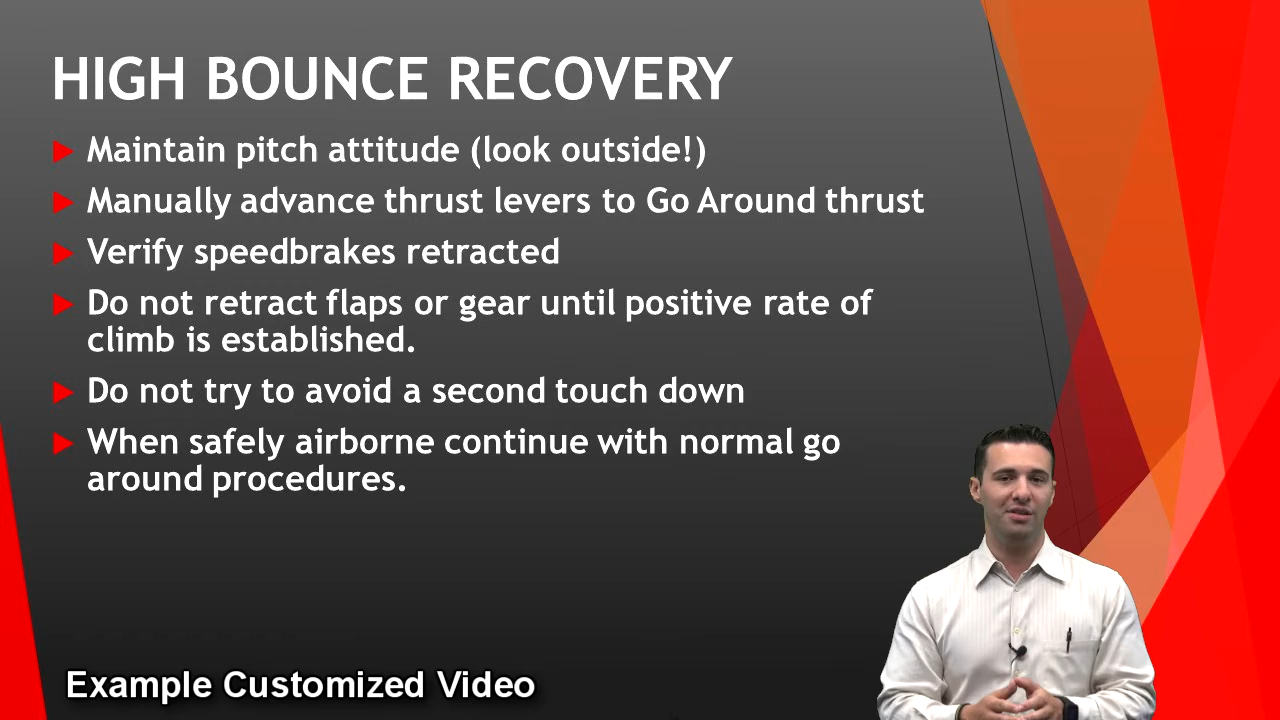 HIGH BOUNCE RECOVERY
Maintain pitch attitude (look outside!)
Manually advance thrust levers to Go Around thrust
Verify speedbrakes retracted
Do not retract flaps or gear until positive rate of
climb is established.
Do not try to avoid a second touch down
When safely airborne continue with normal go
around procedures.
Example Customized Video